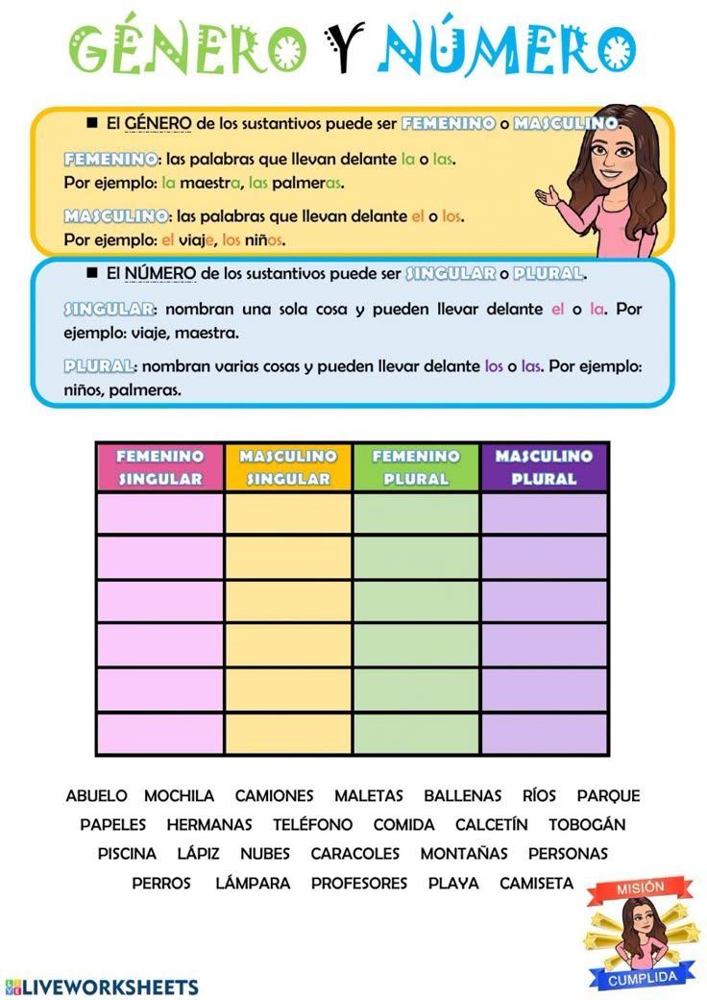 GÉNERO Y NÚMERO
■ El GÉNERO de los sustantivos puede ser FEMENINO o MASCULINO.
FEMENINO: las palabras que llevan delante la o las.
Por ejemplo: la maestra, las palmeras.
MASCULINO: las palabras que llevan delante el o los.
Por ejemplo: el viaje, los niños.
■ El NÚMERO de los sustantivos puede ser SINGULAR o PLURAL.
SINGULAR: nombran una sola cosa y pueden llevar delante el o la. Por
ejemplo: viaje, maestra.
PLURAL: nombran varias cosas y pueden llevar delante los o las. Por ejemplo:
niños, palmeras.
FEMENINO MASCULINO FEMENINO MASCULINO
SINGULAR SINGULAR PLURAL PLURAL
ABUELO MOCHILA CAMIONES MALETAS BALLENAS RÍOS PARQUE
PAPELES HERMANAS TELÉFONO COMIDA CALCETÍN TOBOGÁN
PISCINA LÁPIZ NUBES CARACOLES MONTAÑAS PERSONAS
PERROS LÁMPARA PROFESORES PLAYA CAMISETA
MISIÓN
CUMPLIDA
LIVE LIVEWORKSHEETS